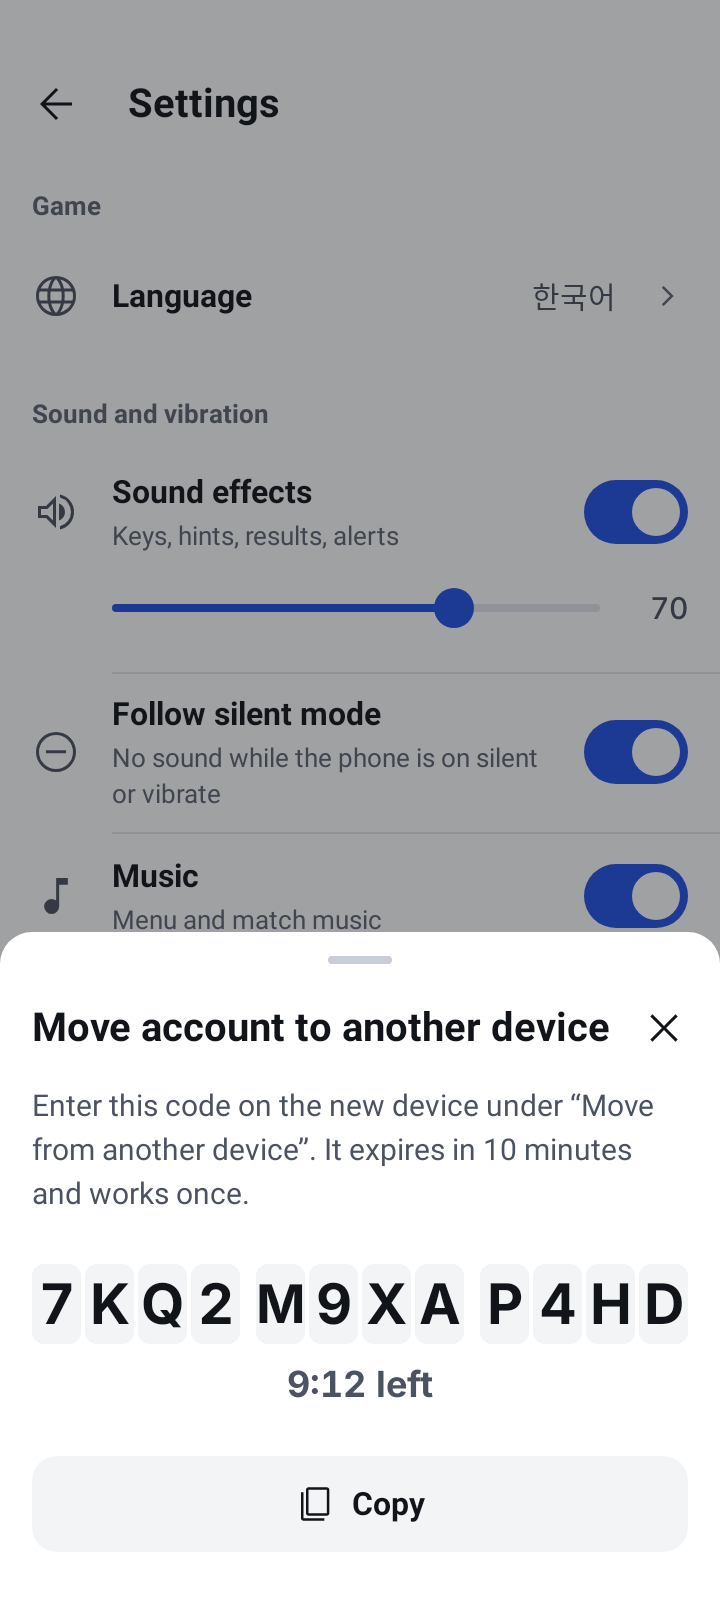 Settings
Game
Language
한국어
Sound and vibration
Sound effects
Keys, hints, results, alerts
70
Follow silent mode
No sound while the phone is on silent
or vibrate
Music
Menu and match music
Move account to another device
Enter this code on the new device under “Move
from another device”. It expires in 10 minutes
and works once.
7KQ2 M9XA P4HD
9:12 left
Copy